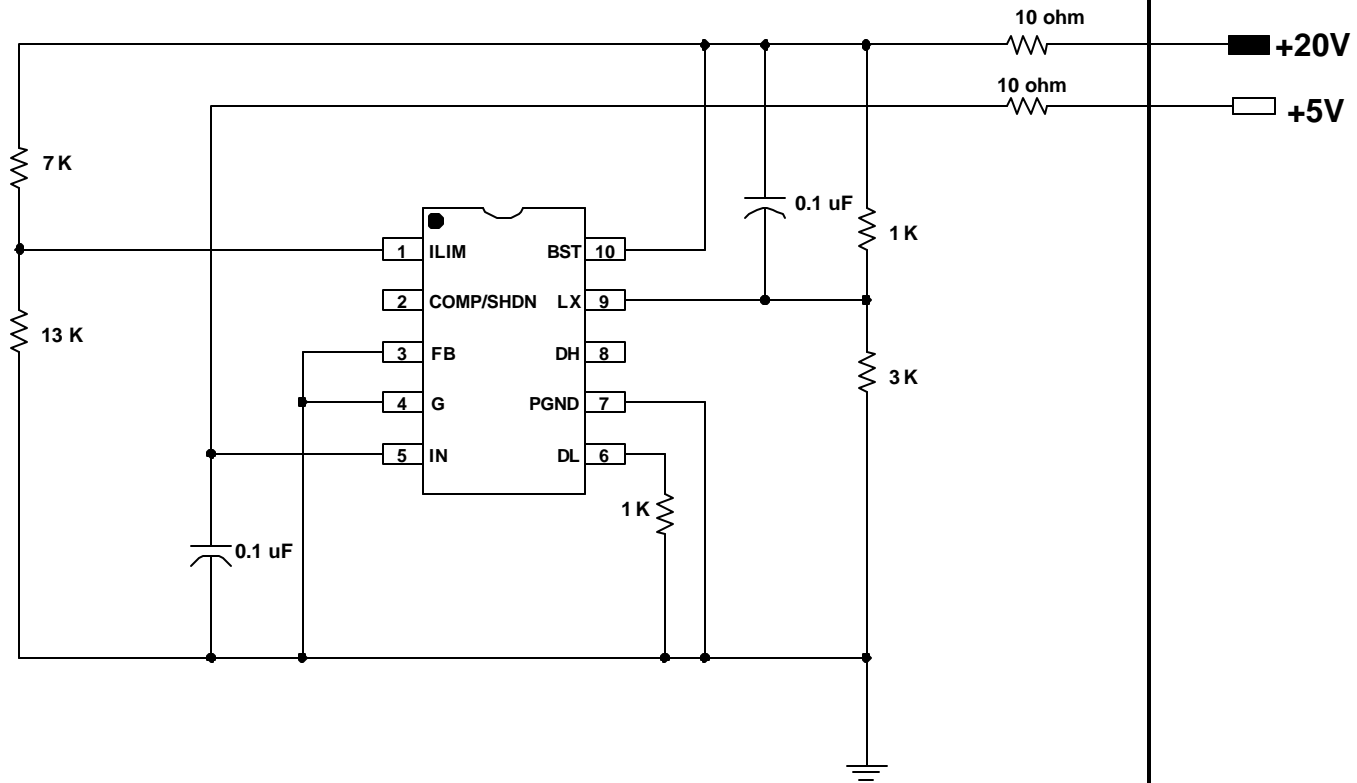 10 ohm
+20V
10 ohm
+5V
7 K
0.1 uF
1 K
1 ILIM BST 10
2 COMP/SHDN LX 9
13 K
3 FB DH 8
3 K
4 G PGND 7
5 IN DL 6
1 K
0.1 uF